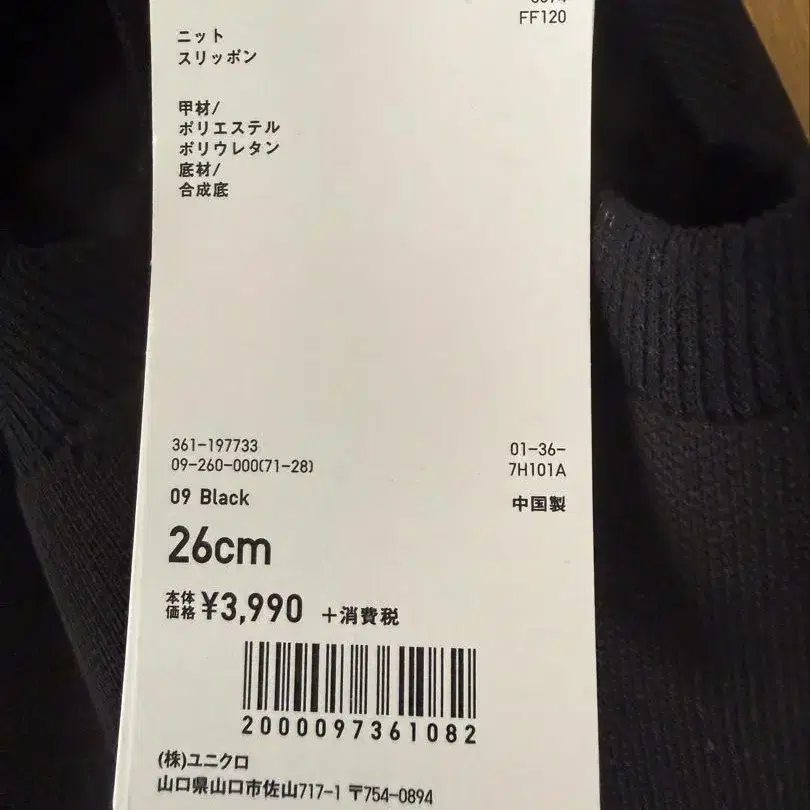 FF120
ニット
スリッポン
甲材/
ポリエステル
ポリウレタン
底材/
合成底
361-197733
09-260-000(71-28)
01-36-
7H101A
09 Black
中国製
26cm
本体
価格 ¥3,990 +消費税
2000097361082
(株)ユニクロ
山口県山口市佐山717-1 〒754-0894